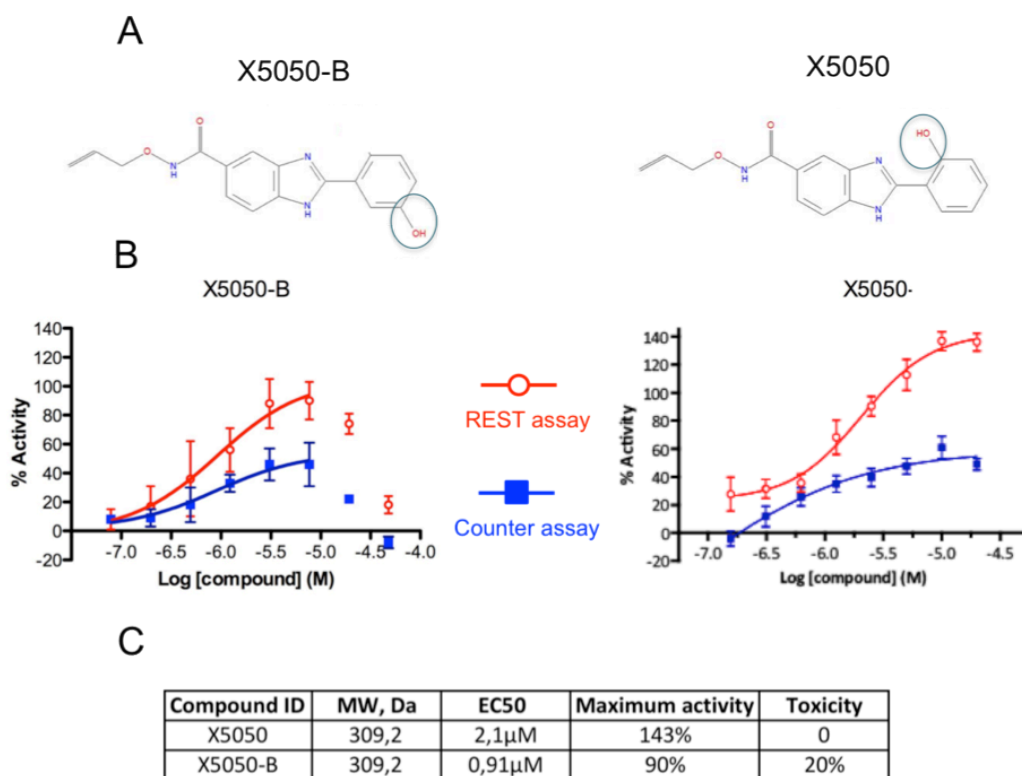 A
X5050-B
X5050
O
O
N
H
N
N
H
OH
O
O
N
H
N
N
H
HO
B
X5050-B
X5050-
140
120
100
80
60
40
20
0
-20
% Activity
-7.0 -6.5 -6.0 -5.5 -5.0 -4.5 -4.0
Log [compound] (M)
REST assay
Counter assay
140
120
100
80
60
40
20
0
-20
% Activity
-7.0 -6.5 -6.0 -5.5 -5.0 -4.5
Log [compound] (M)
C
Compound ID MW, Da EC50 Maximum activity Toxicity
X5050 309,2 2,1μM 143% 0
X5050-B 309,2 0,91μM 90% 20%